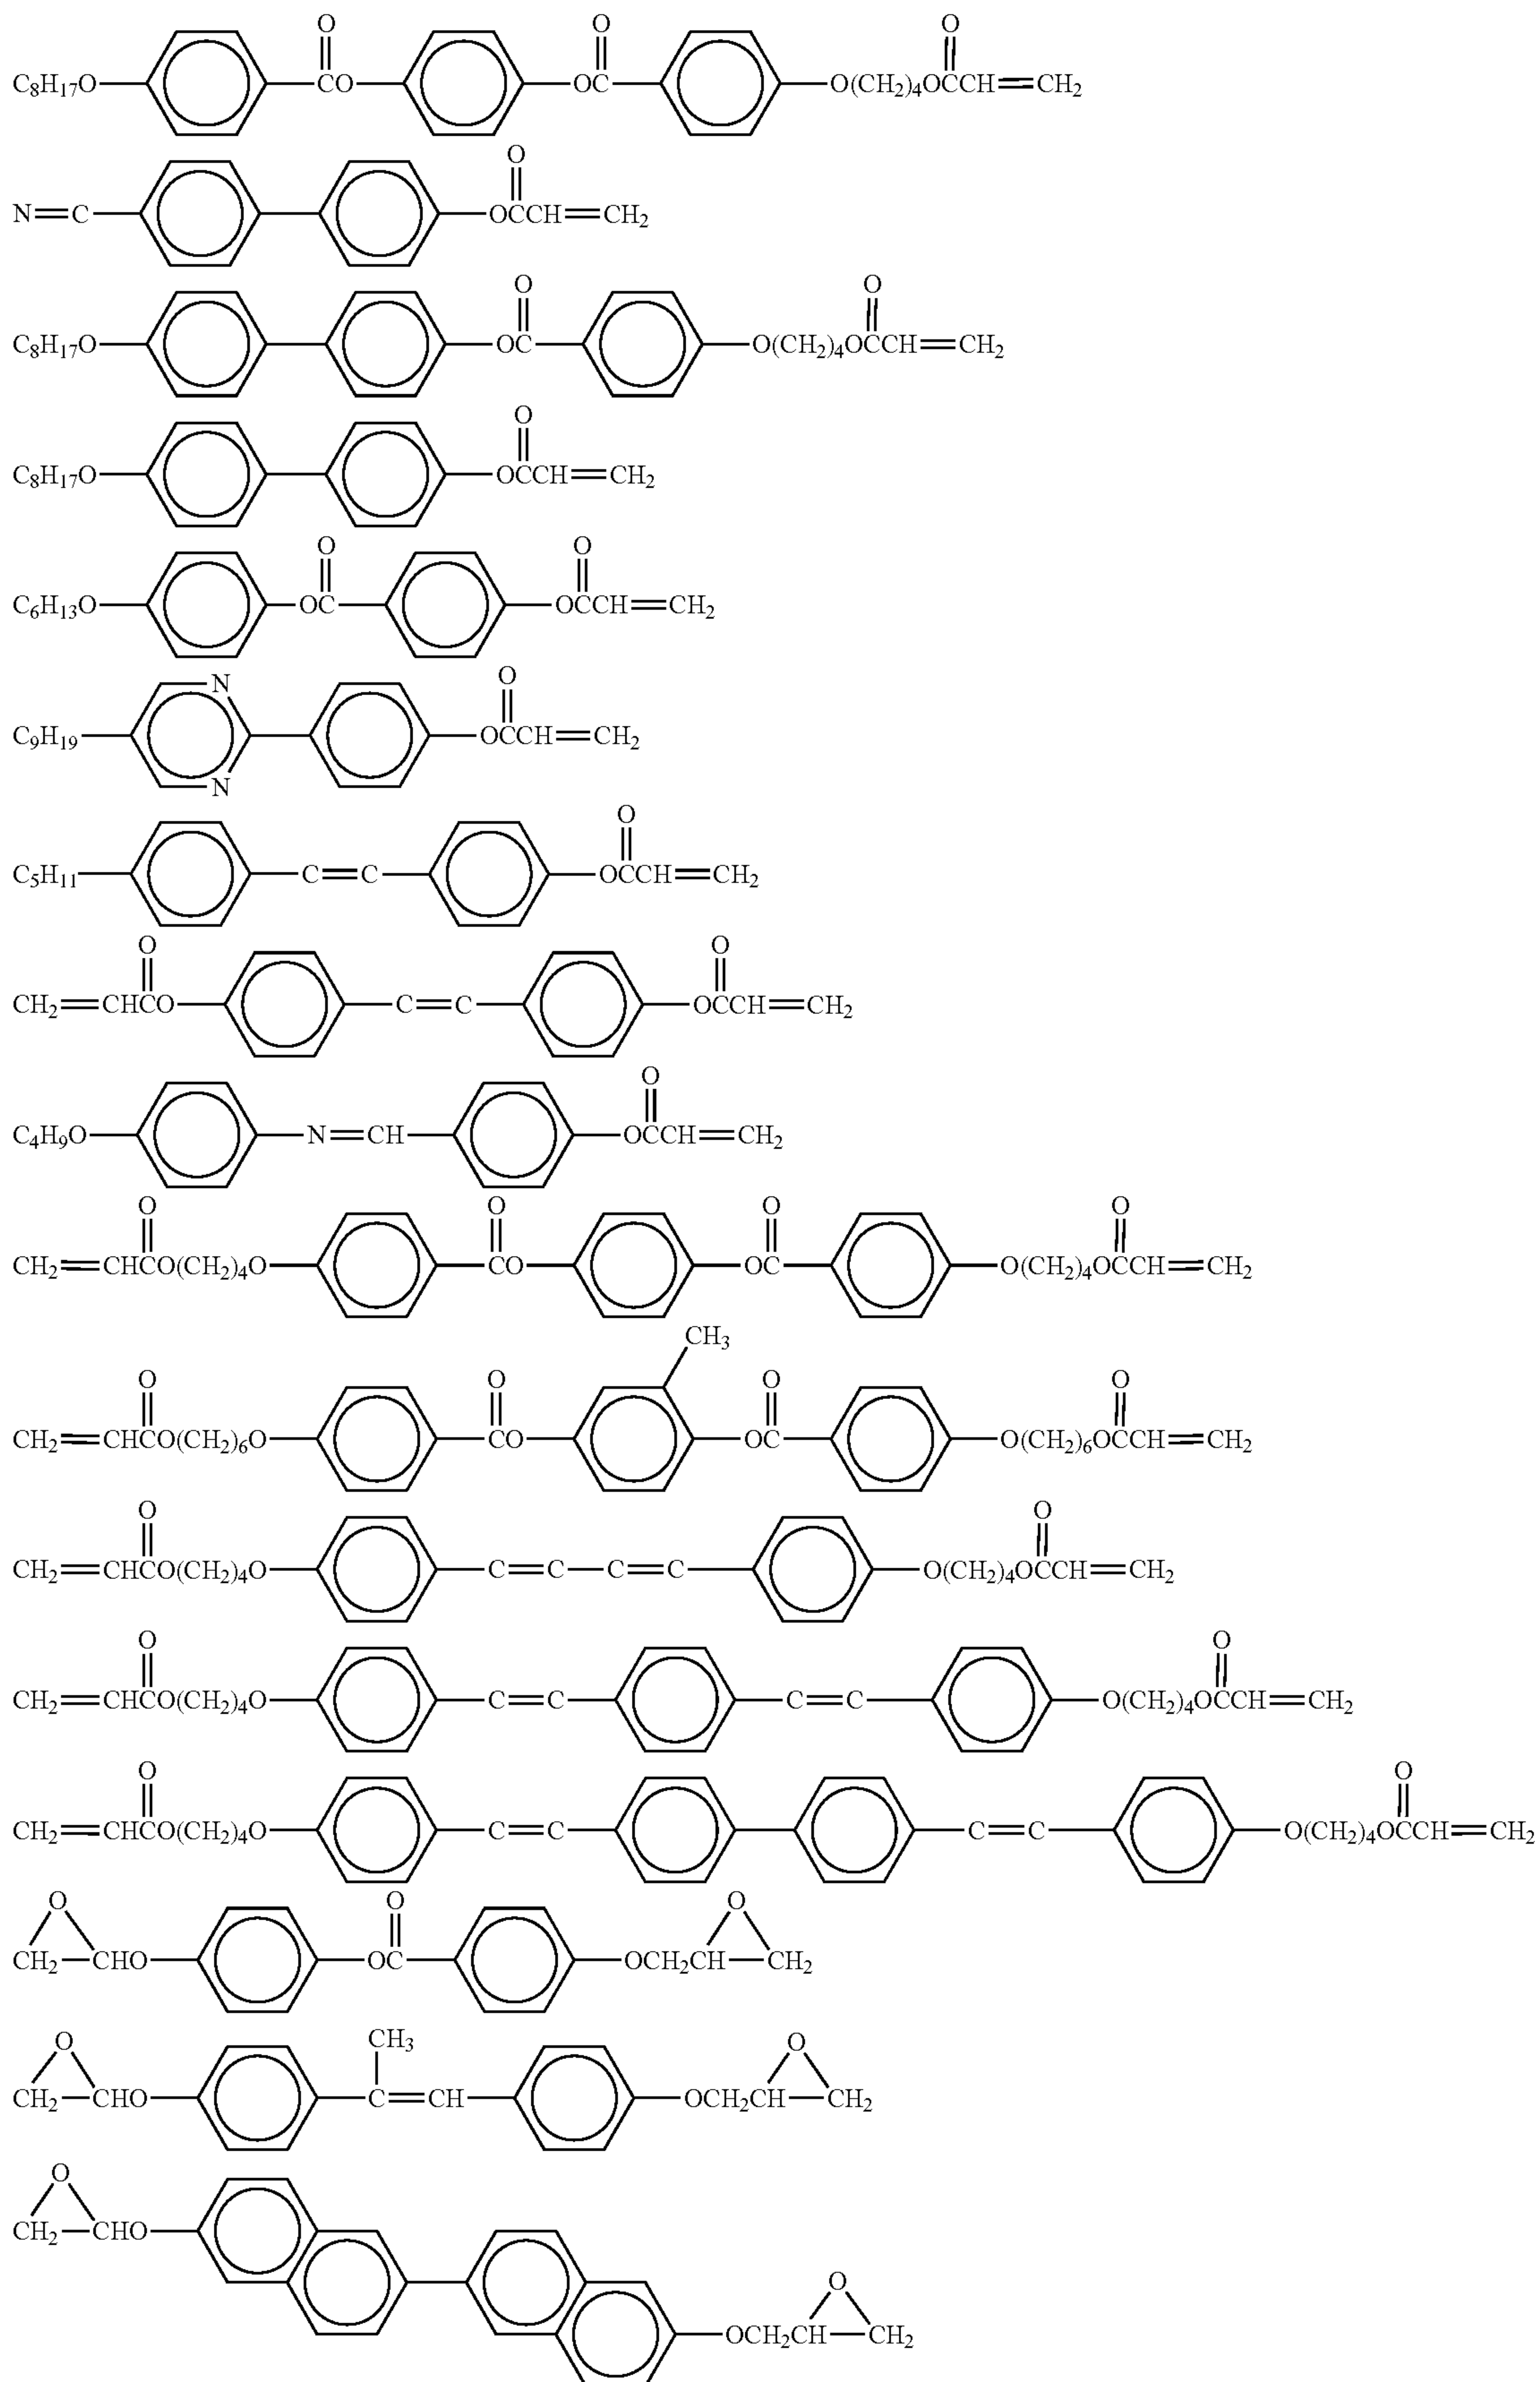 O O O
C8H17O CO OC O(CH2)4OCCH CH2
O
N C OCCH CH2
O O
C8H17O OC O(CH2)4OCCH CH2
O
C8H17O OCCH CH2
O O
C6H13O OC OCCH CH2
N O
C9H19 OCCH CH2
N
O
C5H11 C C OCCH CH2
O O
CH2 CHCO C C OCCH CH2
O
C4H9O N CH OCCH CH2
O O O O
CH2 CHCO(CH2)4O CO OC O(CH2)4OCCH CH2
CH3
O O O O
CH2 CHCO(CH2)6O CO OC O(CH2)6OCCH CH2
O O
CH2 CHCO(CH2)4O C C C C O(CH2)4OCCH CH2
O O
CH2 CHCO(CH2)4O C C C C O(CH2)4OCCH CH2
O O
CH2 CHCO(CH2)4O C C C C O(CH2)4OCCH CH2
O O O
CH2 CHO OC OCH2CH CH2
O CH3 O
CH2 CHO C CH OCH2CH CH2
O
CH2 CHO
O
OCH2CH CH2